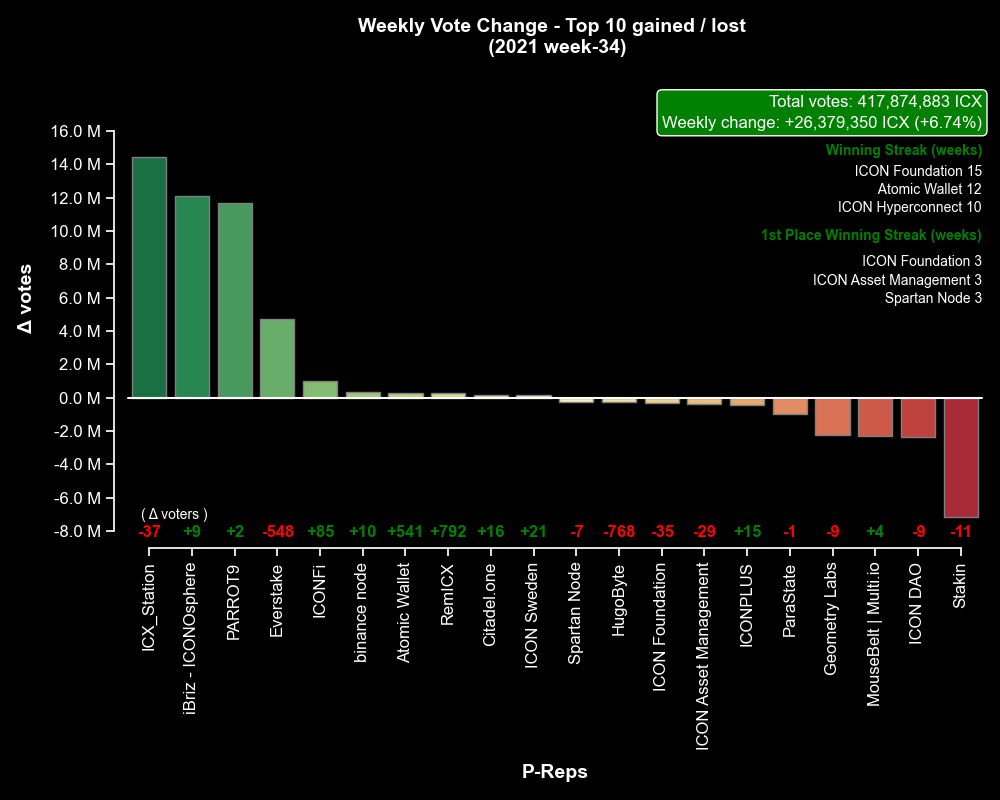 Weekly Vote Change - Top 10 gained / lost
(2021 week-34)
Total votes: 417,874,883 ICX
Weekly change: +26,379,350 ICX (+6.74%)
Winning Streak (weeks)
ICON Foundation 15
Atomic Wallet 12
ICON Hyperconnect 10
1st Place Winning Streak (weeks)
ICON Foundation 3
ICON Asset Management 3
Spartan Node 3
Δ votes
16.0 M
14.0 M
12.0 M
10.0 M
8.0 M
6.0 M
4.0 M
2.0 M
0.0 M
-2.0 M
-4.0 M
-6.0 M
-8.0 M
( Δ voters )
-37 +9 +2 -548 +85 +10 +541 +792 +16 +21 -7 -768 -35 -29 +15 -1 -9 +4 -9 -11
ICX_Station
iBriz - ICONOsphere
PARROT9
Everstake
ICONFi
binance node
Atomic Wallet
RemICX
Citadel.one
ICON Sweden
Spartan Node
HugoByte
ICON Foundation
ICON Asset Management
ICONPLUS
ParaState
Geometry Labs
MouseBelt | Multi.io
ICON DAO
Stakin
P-Reps